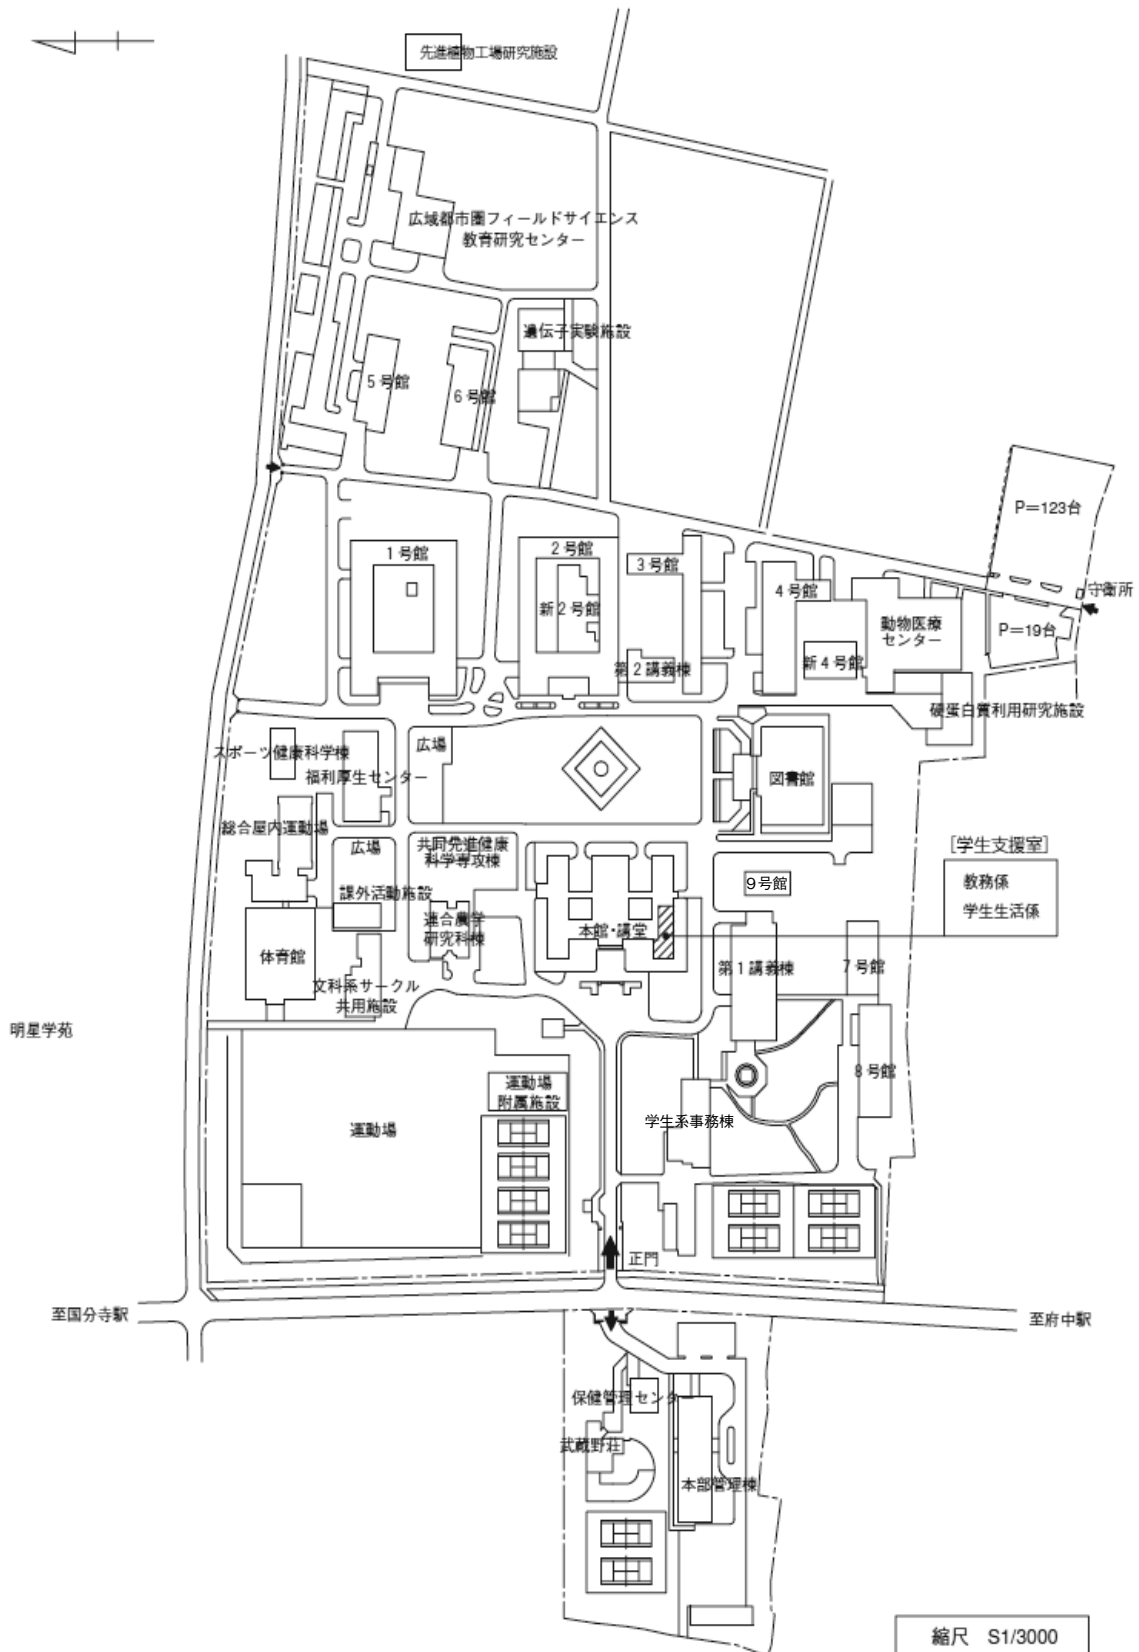 先進植物工場研究施設
広域都市圏フィールドサイエンス
教育研究センター
遺伝子実験施設
5号館
6号館
P=123台
守衛所
1号館
2号館
3号館
4号館
新2号館
動物医療
センター
P=19台
第2講義棟
新4号館
硬蛋白質利用研究施設
スポーツ健康科学棟
広場
福利厚生センター
図書館
総合屋内運動場
広場
共同先進健康
科学専攻棟
[学生支援室]
教務係
学生生活係
9号館
課外活動施設
連合農学
研究科棟
本館・講堂
体育館
第1講義棟
7号館
文科系サークル
共用施設
明星学苑
8号館
運動場
附属施設
運動場
学生系事務棟
正門
至国分寺駅
至府中駅
保健管理センター
武蔵野荘
本部管理棟
縮尺 S1/3000